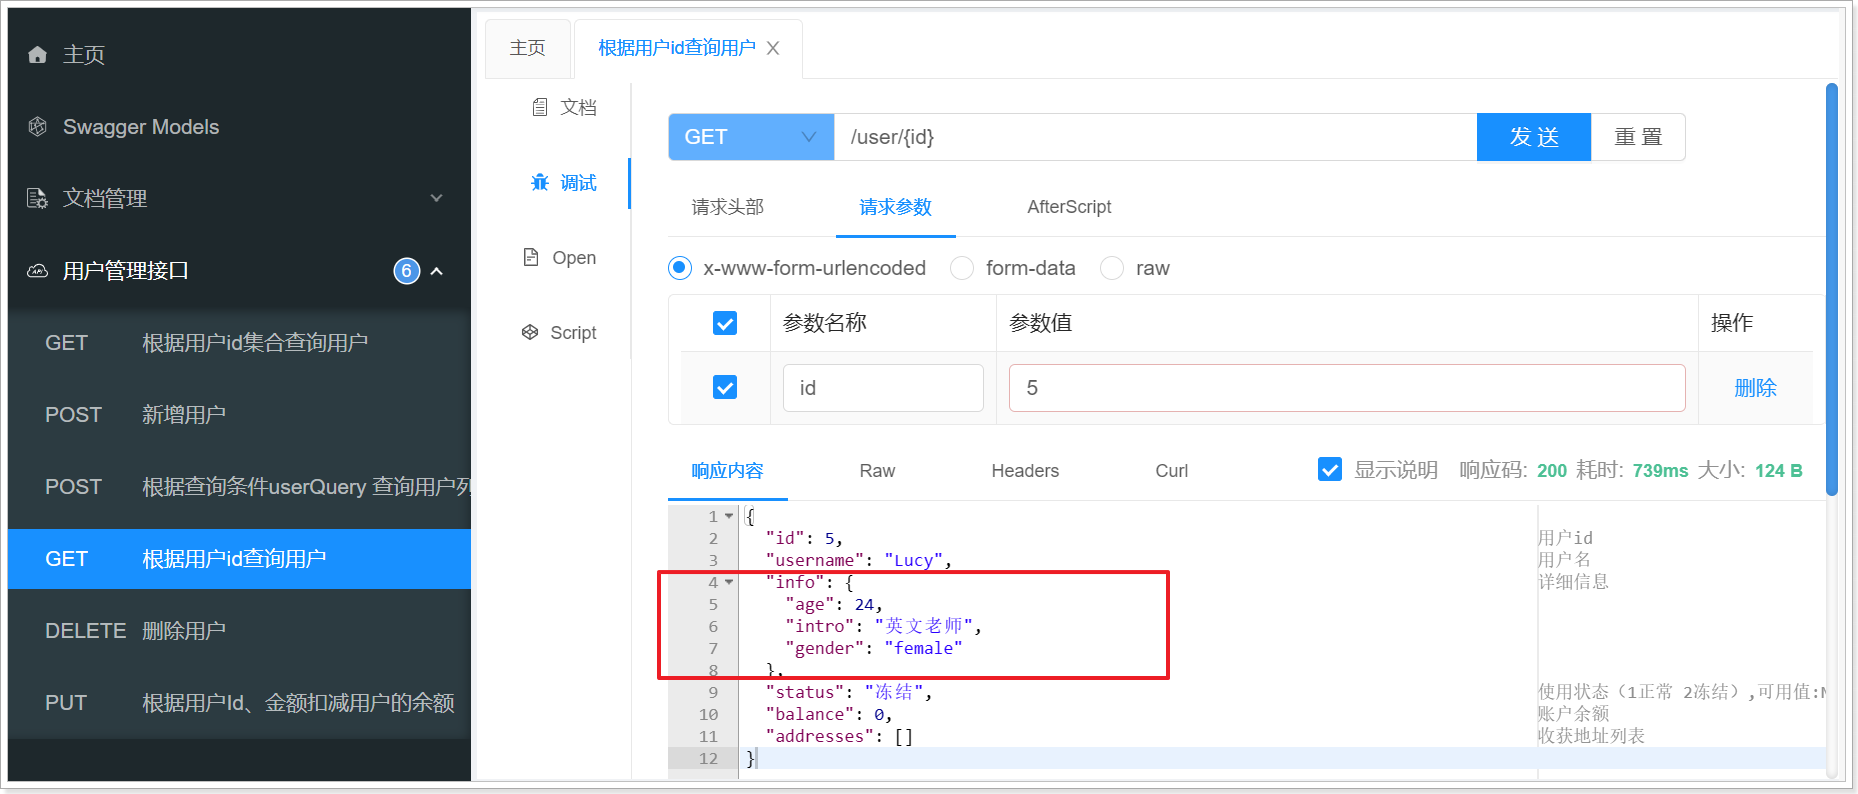 主页
Swagger Models
文档管理
用户管理接口 6
GET 根据用户id集合查询用户
POST 新增用户
POST 根据查询条件userQuery 查询用户列
GET 根据用户id查询用户
DELETE 删除用户
PUT 根据用户Id、金额扣减用户的余额
主页 根据用户id查询用户 X
文档
调试
Open
Script
GET /user/{id} 发 送 重 置
请求头部 请求参数 AfterScript
x-www-form-urlencoded form-data raw
参数名称 参数值 操作
id 5 删除
响应内容 Raw Headers Curl 显示说明 响应码: 200 耗时: 739ms 大小: 124 B
1 {
2 "id": 5, 用户id
3 "username": "Lucy", 用户名
4 "info": { 详细信息
5 "age": 24,
6 "intro": "英文老师",
7 "gender": "female"
8 },
9 "status": "冻结", 使用状态（1正常 2冻结）,可用值:
10 "balance": 0, 账户余额
11 "addresses": [] 收获地址列表
12 }